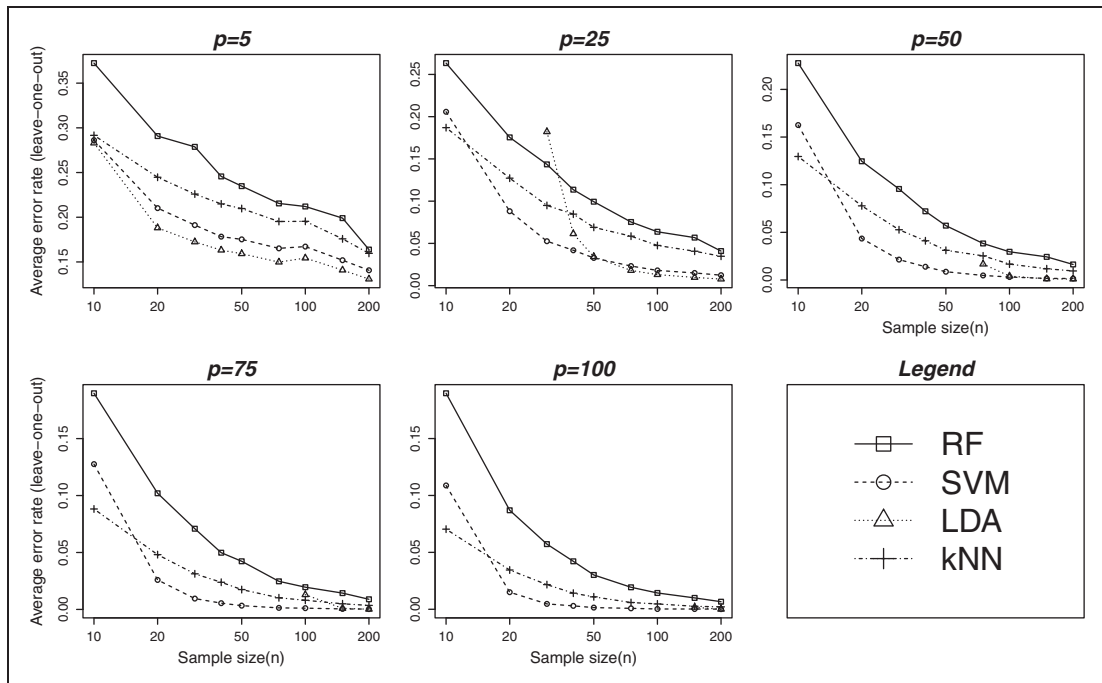 p=5
Average error rate (leave−one−out)
0.35
0.30
0.25
0.20
0.15
10 20 50 100 200
p=25
0.25
0.20
0.15
0.10
0.05
0.00
10 20 50 100 200
p=50
0.20
0.15
0.10
0.05
0.00
10 20 50 100 200
Sample size(n)
p=75
Average error rate (leave−one−out)
0.15
0.10
0.05
0.00
10 20 50 100 200
Sample size(n)
p=100
0.15
0.10
0.05
0.00
10 20 50 100 200
Sample size(n)
Legend
RF
SVM
LDA
kNN